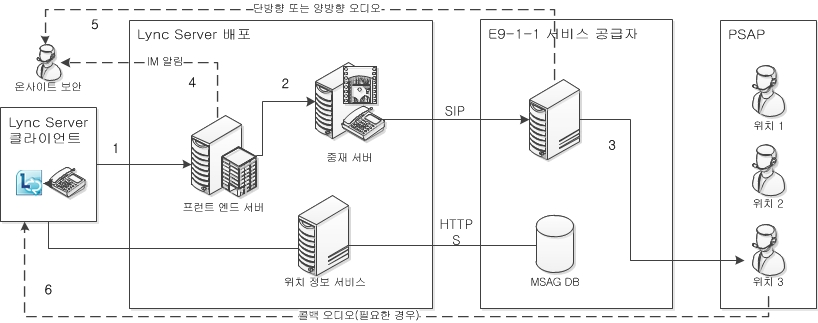 단방향 또는 양방향 오디오
5
Lync Server 배포
E9-1-1 서비스 공급자
PSAP
IM 알림
온사이트 보안
4
2
Lync Server
클라이언트
SIP
위치 1
1
3
중재 서버
프런트 엔드 서버
위치 2
HTTP
S
위치 정보 서비스
MSAG DB
위치 3
6
콜백 오디오(필요한 경우)